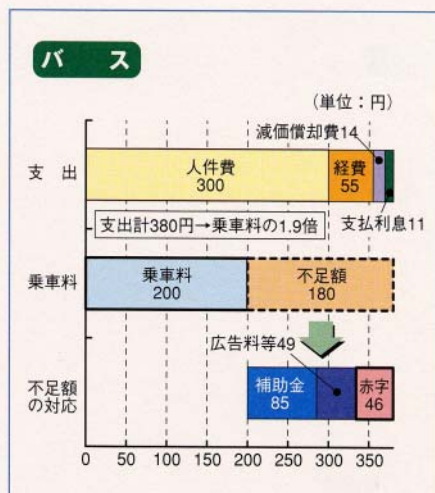 バス
(単位：円)
減価償却費14
支出
人件費
300
経費
55
支出計380円→乗車料の1.9倍
支払利息11
乗車料
乗車料
200
不足額
180
広告料等49
不足額
の対応
補助金
85
赤字
46
0 50 100 150 200 250 300 350